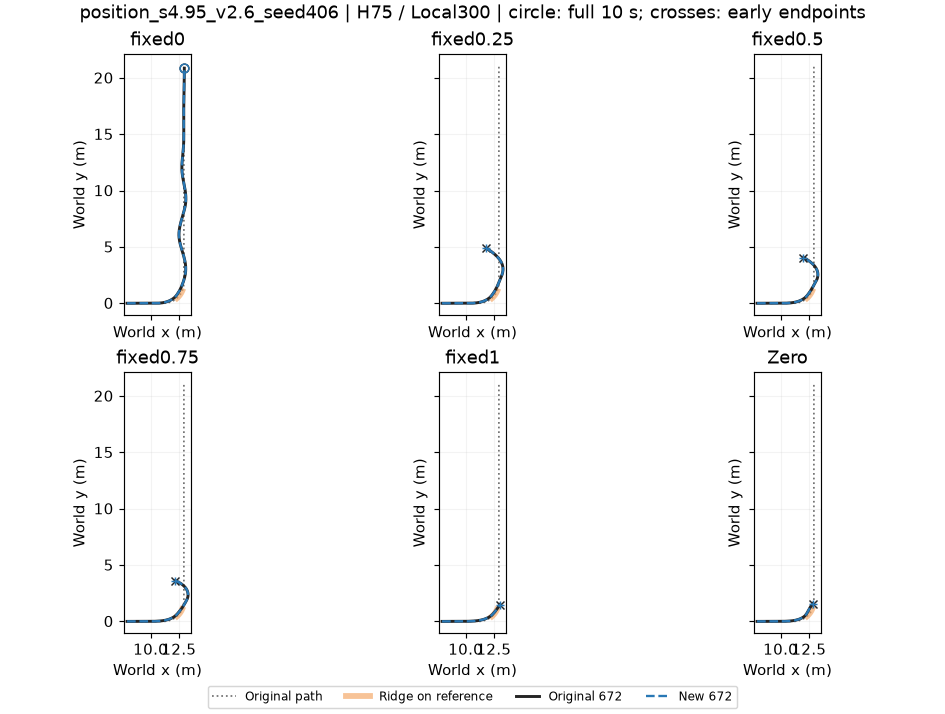 position_s4.95_v2.6_seed406 | H75 / Local300 | circle: full 10 s; crosses: early endpoints
fixed0
fixed0.25
fixed0.5
20
15
10
5
0
World y (m)
World y (m)
World y (m)
World x (m)
World x (m)
World x (m)
fixed0.75
fixed1
Zero
20
15
10
5
0
World y (m)
World y (m)
World y (m)
10.0 12.5
10.0 12.5
10.0 12.5
World x (m)
World x (m)
World x (m)
Original path
Ridge on reference
Original 672
New 672